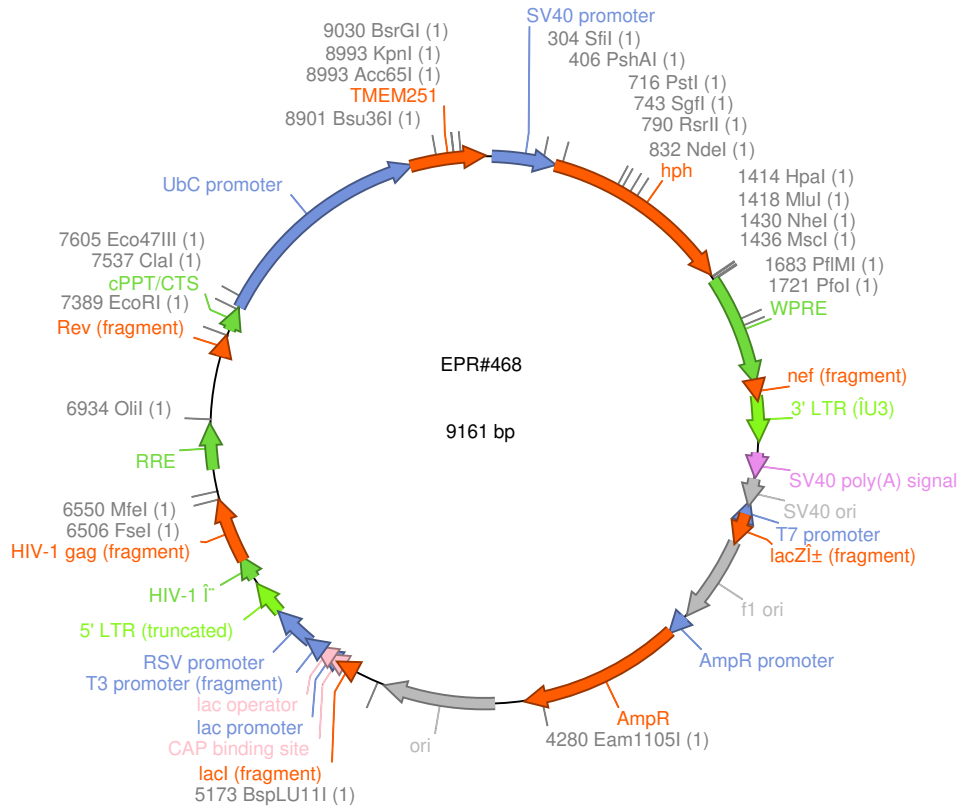 SV40 promoter
304 SfiI (1)
406 PshAI (1)
716 PstI (1)
743 SgfI (1)
790 RsrII (1)
832 NdeI (1)
hph
1414 HpaI (1)
1418 MluI (1)
1430 NheI (1)
1436 MscI (1)
1683 PflMI (1)
1721 PfoI (1)
WPRE
nef (fragment)
3' LTR (ÎU3)
SV40 poly(A) signal
SV40 ori
T7 promoter
lacZÎ± (fragment)
f1 ori
AmpR promoter
AmpR
4280 Eam1105I (1)
ori
5173 BspLU11I (1)
lacI (fragment)
CAP binding site
lac promoter
lac operator
T3 promoter (fragment)
RSV promoter
5' LTR (truncated)
HIV-1 Î¨
HIV-1 gag (fragment)
6506 FseI (1)
6550 MfeI (1)
RRE
6934 OliI (1)
Rev (fragment)
7389 EcoRI (1)
cPPT/CTS
7537 ClaI (1)
7605 Eco47III (1)
UbC promoter
8901 Bsu36I (1)
TMEM251
8993 Acc65I (1)
8993 KpnI (1)
9030 BsrGI (1)
EPR#468
9161 bp